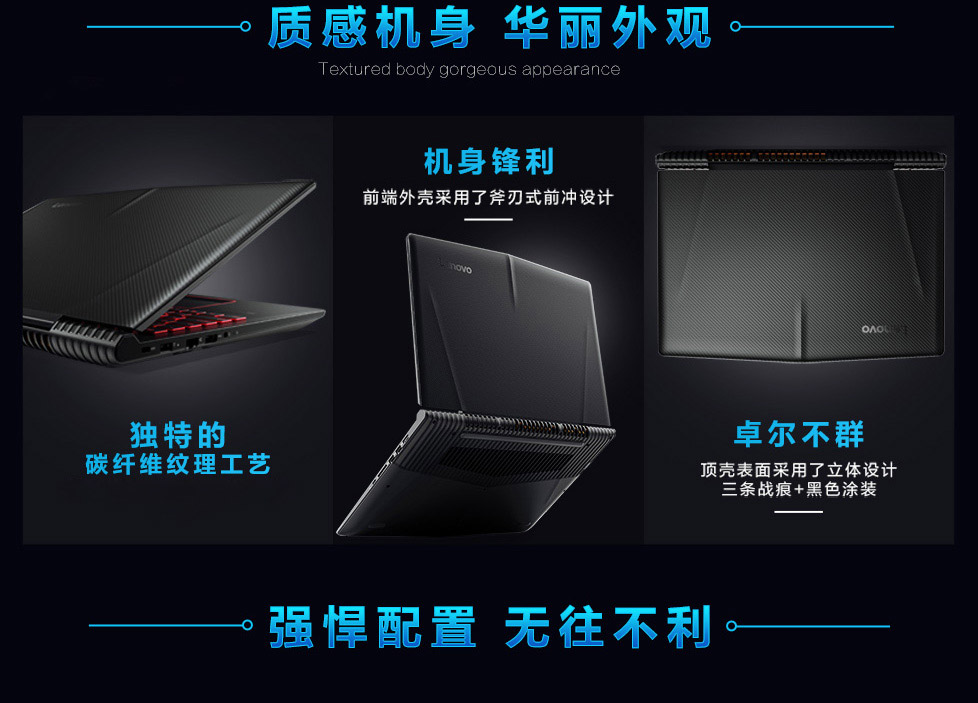 质感机身 华丽外观
Textured body gorgeous appearance
机身锋利
前端外壳采用了斧刃式前冲设计
Lenovo
独特的
碳纤维纹理工艺
Lenovo
卓尔不群
顶壳表面采用了立体设计
三条战痕+黑色涂装
强悍配置 无往不利